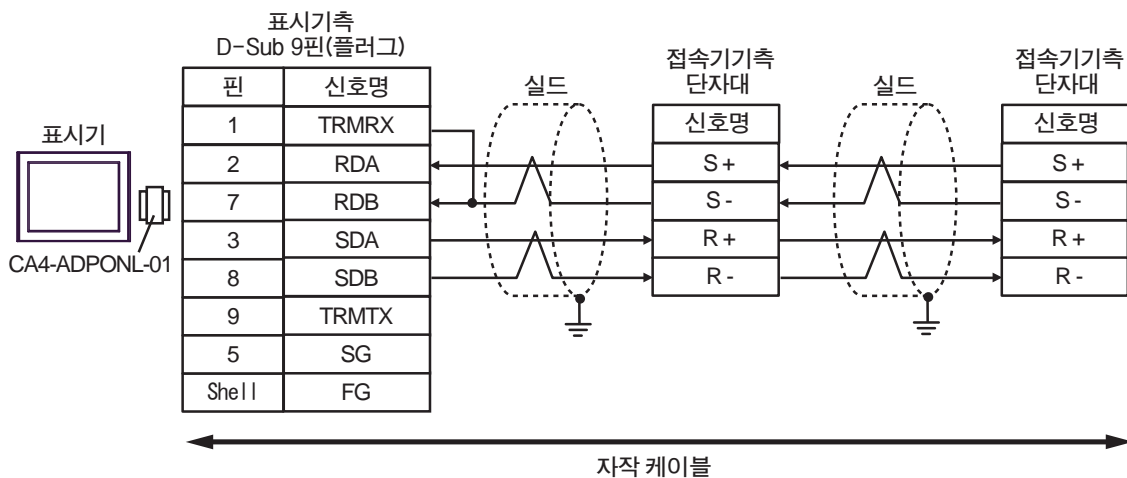 표시기측
D-Sub 9핀(플러그)
접속기기측
단자대
접속기기측
단자대
핀 신호명
실드
실드
신호명
신호명
표시기
1 TRMRX
2 RDA
S+
S+
7 RDB
S-
S-
3 SDA
R+
R+
CA4-ADPONL-01
8 SDB
R-
R-
9 TRMTX
5 SG
Shell FG
자작 케이블